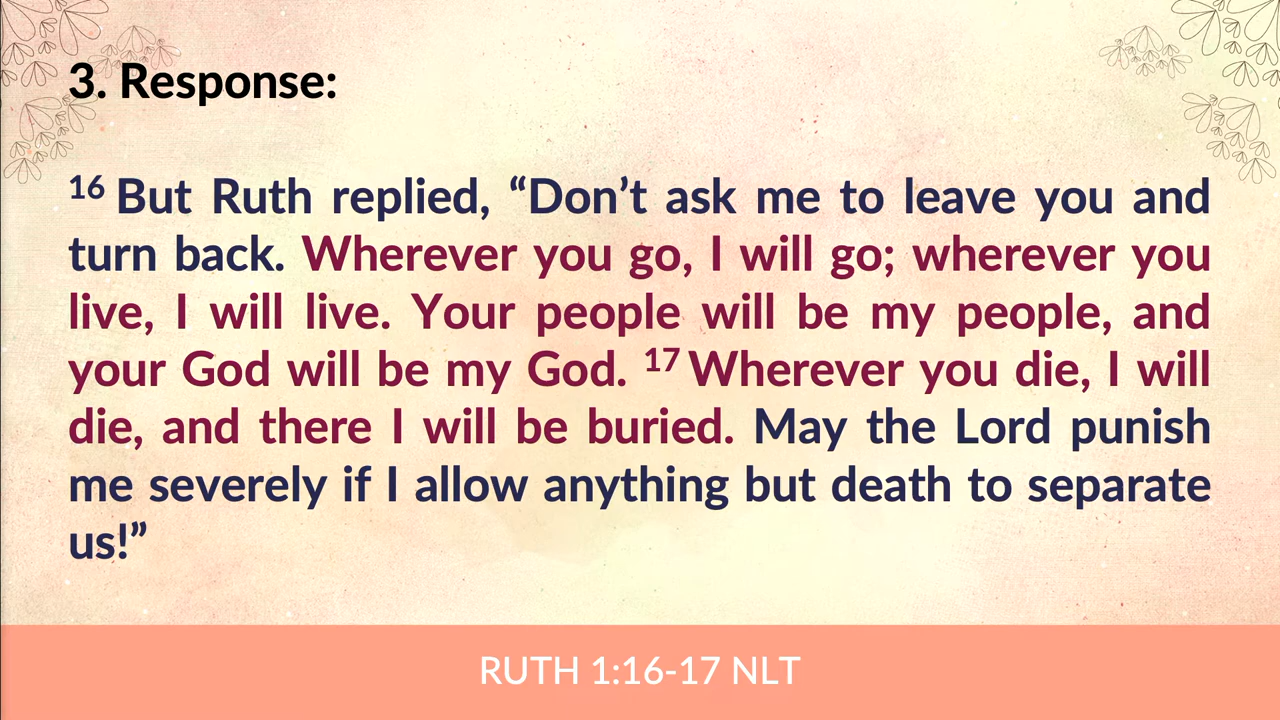 3. Response:
16 But Ruth replied, “Don’t ask me to leave you and
turn back. Wherever you go, I will go; wherever you
live, I will live. Your people will be my people, and
your God will be my God. 17 Wherever you die, I will
die, and there I will be buried. May the Lord punish
me severely if I allow anything but death to separate
us!”
RUTH 1:16-17 NLT